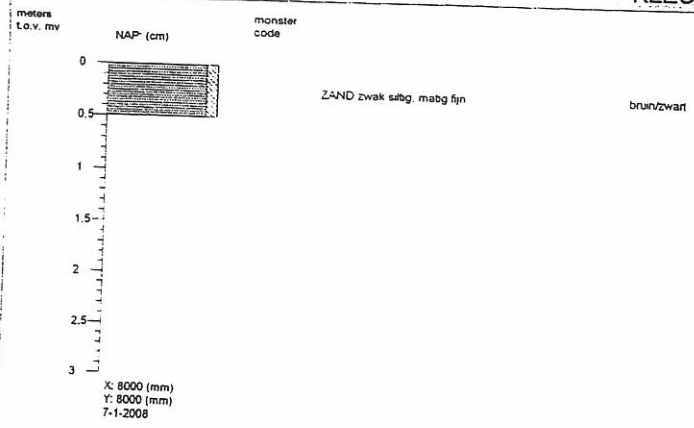 meters
t.o.v. mv
NAP (cm)
monster
code
0
ZAND zwak siltig, matig fijn
bruin/zwart
0.5
1
1.5
2
2.5
3
X: 8000 (mm)
Y: 8000 (mm)
7-1-2008